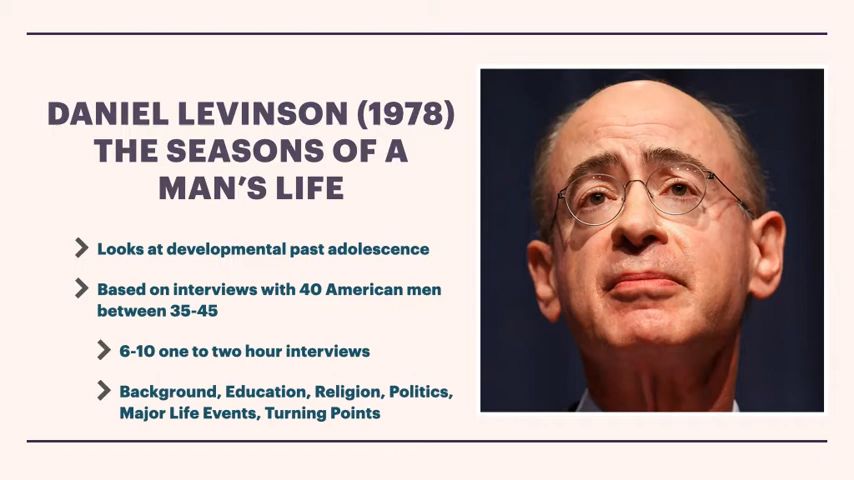 DANIEL LEVINSON (1978)
THE SEASONS OF A
MAN’S LIFE
Looks at developmental past adolescence
Based on interviews with 40 American men
between 35-45
6-10 one to two hour interviews
Background, Education, Religion, Politics,
Major Life Events, Turning Points